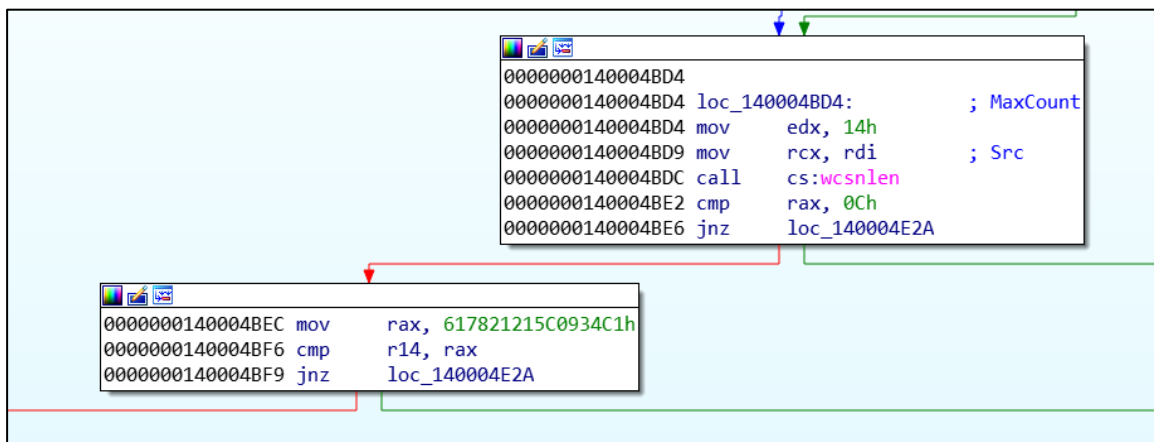 0000000140004BD4
0000000140004BD4 loc_140004BD4: ; MaxCount
0000000140004BD4 mov edx, 14h
0000000140004BD9 mov rcx, rdi ; Src
0000000140004BDC call cs:wcsnlen
0000000140004BE2 cmp rax, 0Ch
0000000140004BE6 jnz loc_140004E2A
0000000140004BEC mov rax, 617821215C0934C1h
0000000140004BF6 cmp r14, rax
0000000140004BF9 jnz loc_140004E2A